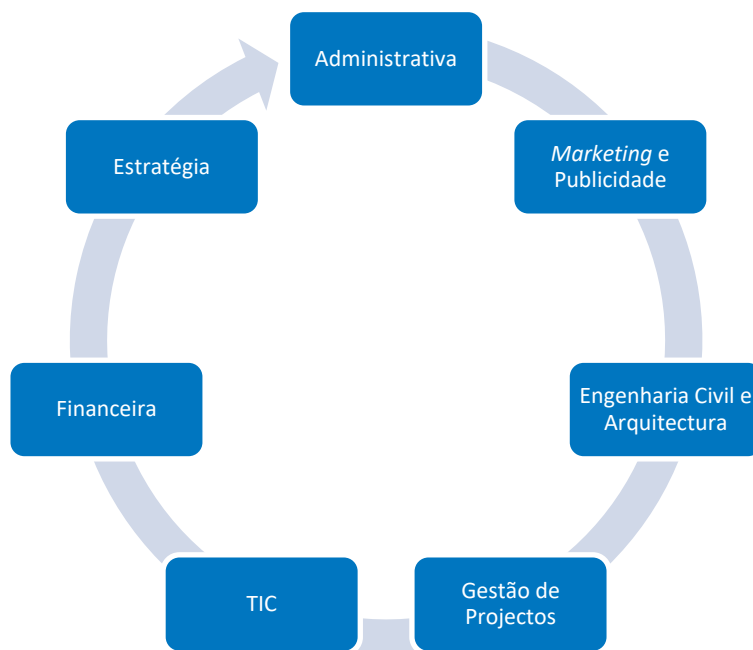 Administrativa
Marketing e
Publicidade
Engenharia Civil e
Arquitectura
Gestão de
Projectos
TIC
Financeira
Estratégia